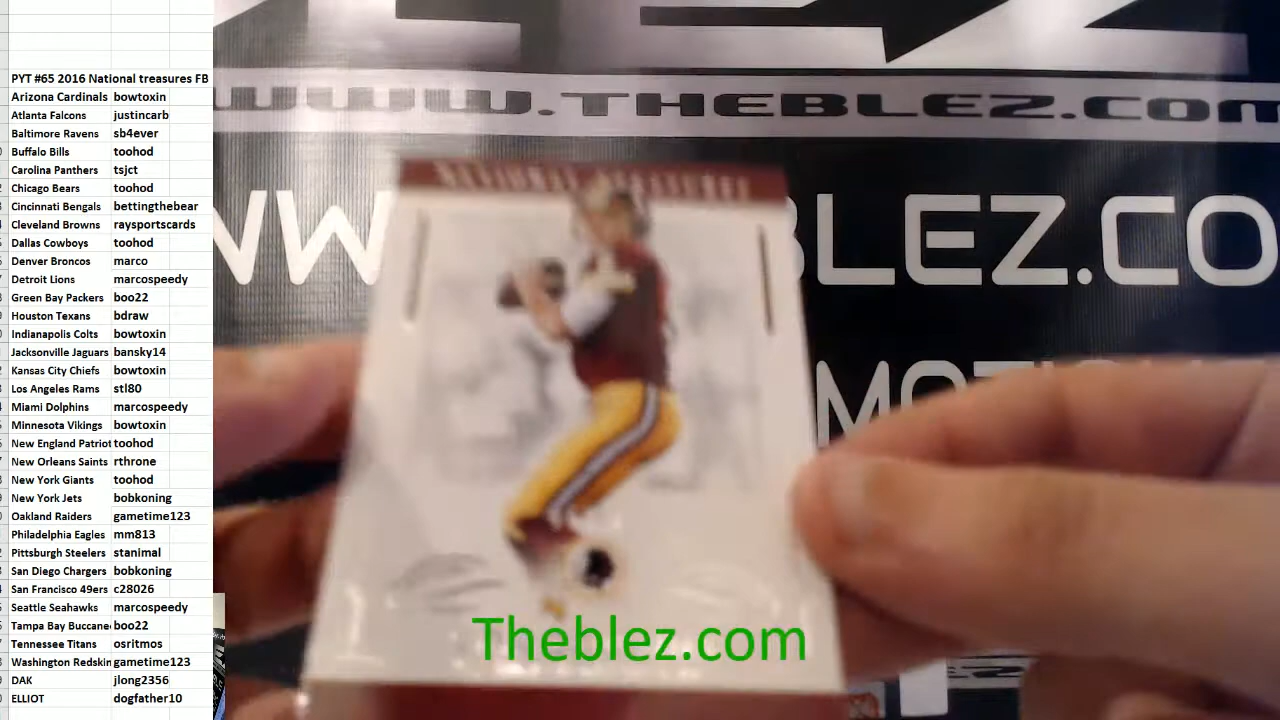 PYT #65 2016 National treasures FB
Arizona Cardinals bowtoxin
Atlanta Falcons justincarb
Baltimore Ravens sb4ever
Buffalo Bills toohod
Carolina Panthers tsjct
Chicago Bears toohod
Cincinnati Bengals bettingthebear
Cleveland Browns raysportscards
Dallas Cowboys toohod
Denver Broncos marco
Detroit Lions marcospeedy
Green Bay Packers boo22
Houston Texans bdraw
Indianapolis Colts bowtoxin
Jacksonville Jaguars bansky14
Kansas City Chiefs bowtoxin
Los Angeles Rams stl80
Miami Dolphins marcospeedy
Minnesota Vikings bowtoxin
New England Patriot toohod
New Orleans Saints rthrone
New York Giants toohod
New York Jets bobkoning
Oakland Raiders gametime123
Philadelphia Eagles mm813
Pittsburgh Steelers stanimal
San Diego Chargers bobkoning
San Francisco 49ers c28026
Seattle Seahawks marcospeedy
Tampa Bay Buccane boo22
Tennessee Titans osritmos
Washington Redskin gametime123
DAK jlong2356
ELLIOT dogfather10
WWW.THEBLEZ.COM
NATIONAL TREASURES
BLEZ.CO
Theblez.com